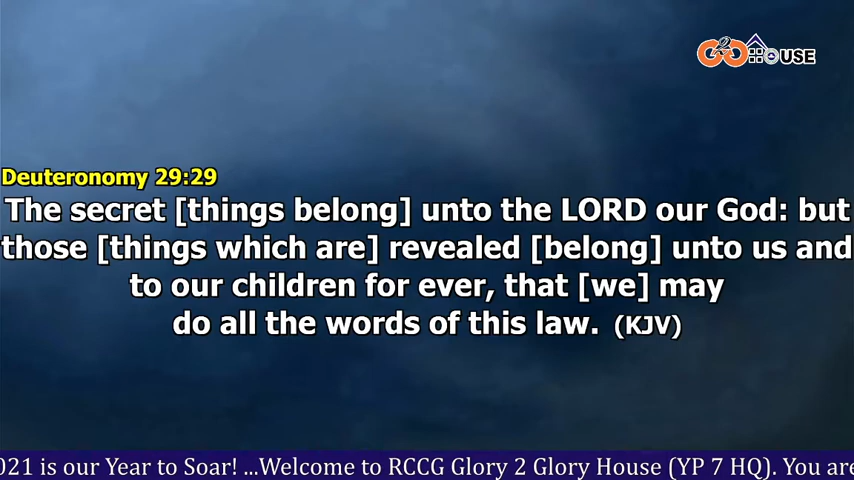 G2G HOUSE
Deuteronomy 29:29
The secret [things belong] unto the LORD our God: but
those [things which are] revealed [belong] unto us and
to our children for ever, that [we] may
do all the words of this law. (KJV)
021 is our Year to Soar! ...Welcome to RCCG Glory 2 Glory House (YP 7 HQ). You are